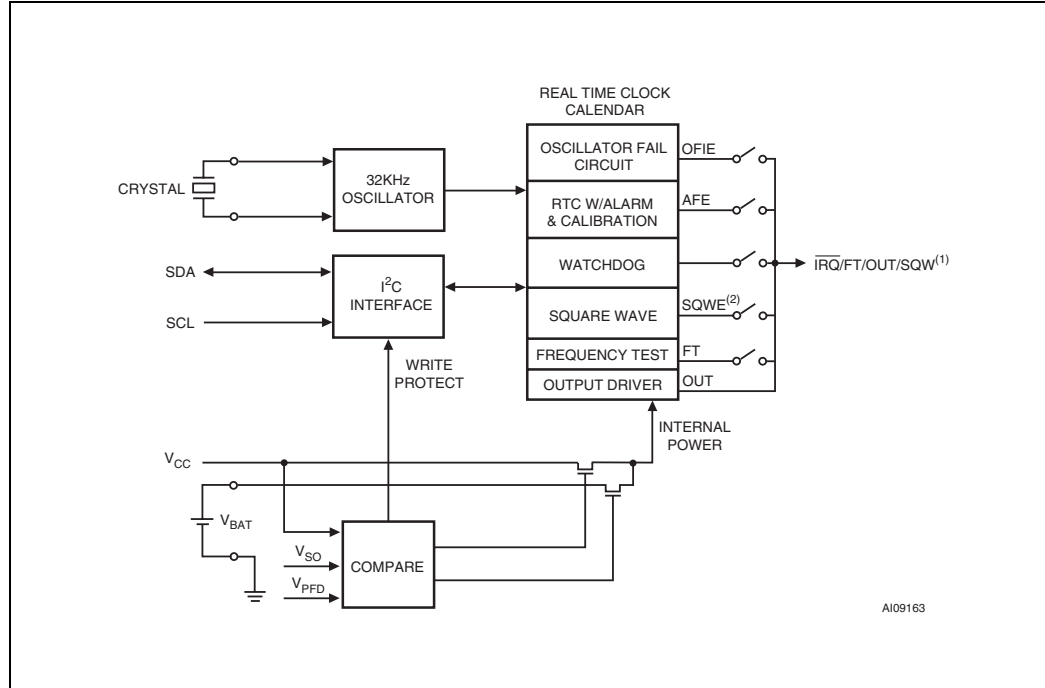 REAL TIME CLOCK
CALENDAR
OSCILLATOR FAIL
CIRCUIT
OFIE
CRYSTAL
32KHz
OSCILLATOR
RTC W/ALARM
& CALIBRATION
AFE
SDA
SCL
I²C
INTERFACE
WATCHDOG
IRQ/FT/OUT/SQW(1)
SQUARE WAVE
SQWE(2)
FREQUENCY TEST
FT
OUTPUT DRIVER
OUT
WRITE
PROTECT
INTERNAL
POWER
VCC
VBAT
VSO
VPFD
COMPARE
AI09163